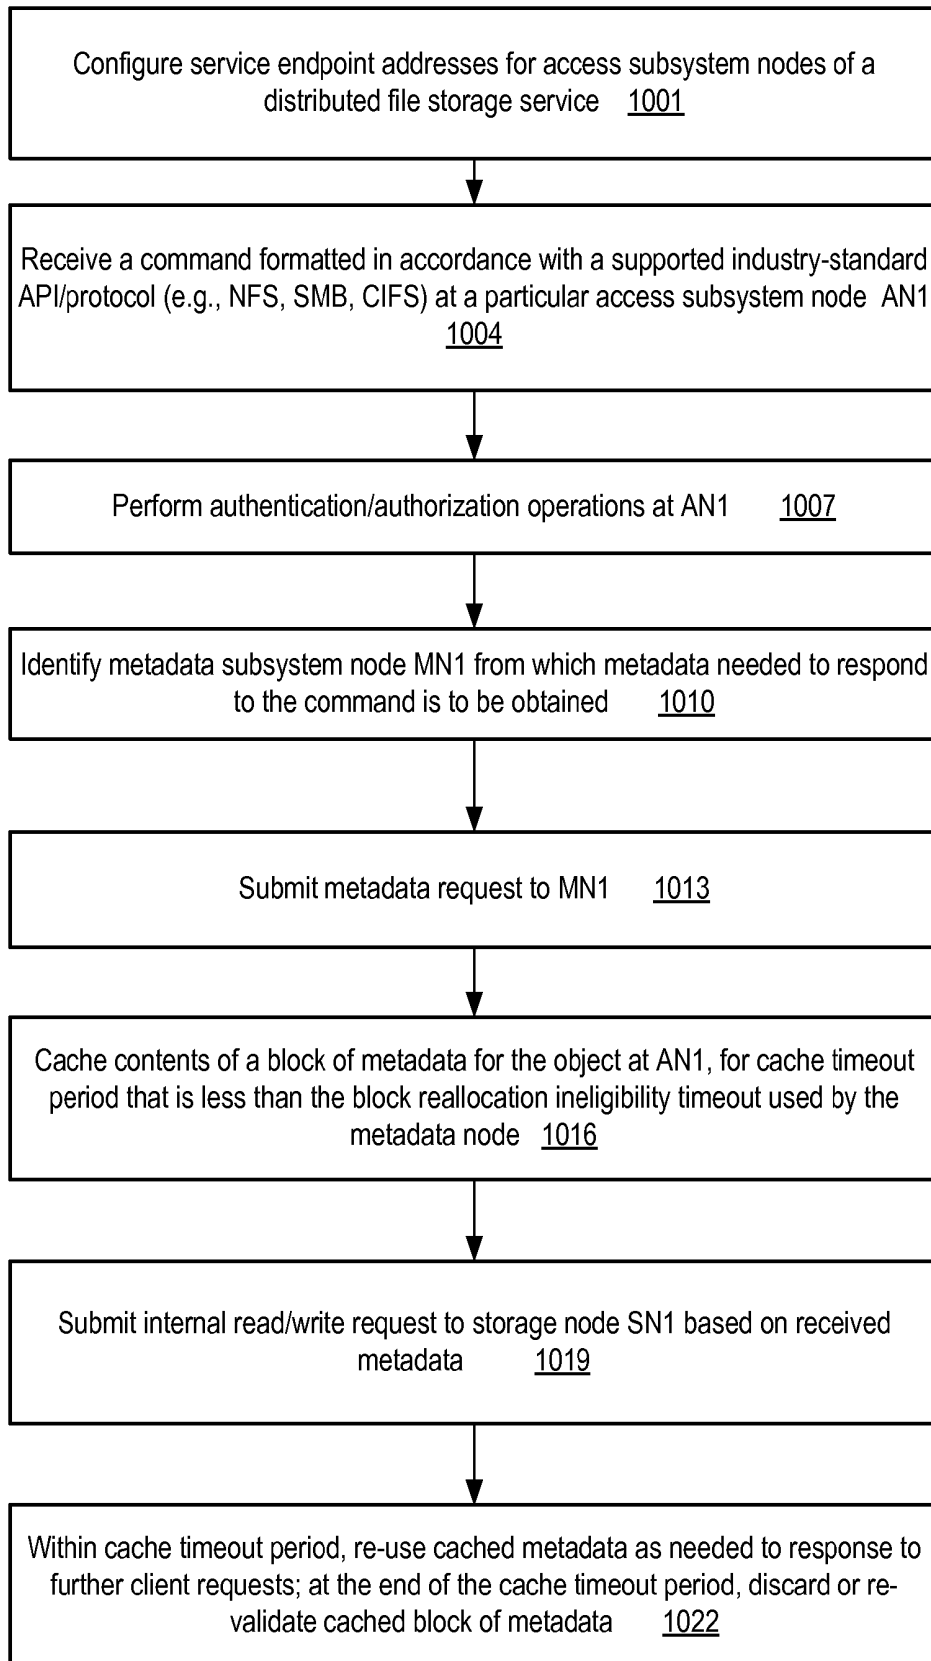 Configure service endpoint addresses for access subsystem nodes of a
distributed file storage service 1001
Receive a command formatted in accordance with a supported industry-standard
API/protocol (e.g., NFS, SMB, CIFS) at a particular access subsystem node AN1
1004
Perform authentication/authorization operations at AN1 1007
Identify metadata subsystem node MN1 from which metadata needed to respond
to the command is to be obtained 1010
Submit metadata request to MN1 1013
Cache contents of a block of metadata for the object at AN1, for cache timeout
period that is less than the block reallocation ineligibility timeout used by the
metadata node 1016
Submit internal read/write request to storage node SN1 based on received
metadata 1019
Within cache timeout period, re-use cached metadata as needed to response to
further client requests; at the end of the cache timeout period, discard or re-
validate cached block of metadata 1022